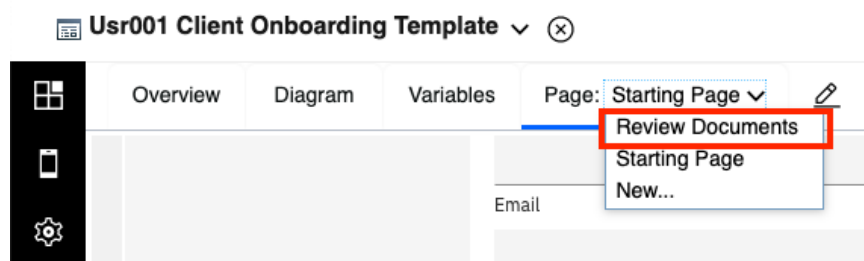 Usr001 Client Onboarding Template
Overview Diagram Variables Page: Starting Page
Review Documents
Starting Page
New...
Email